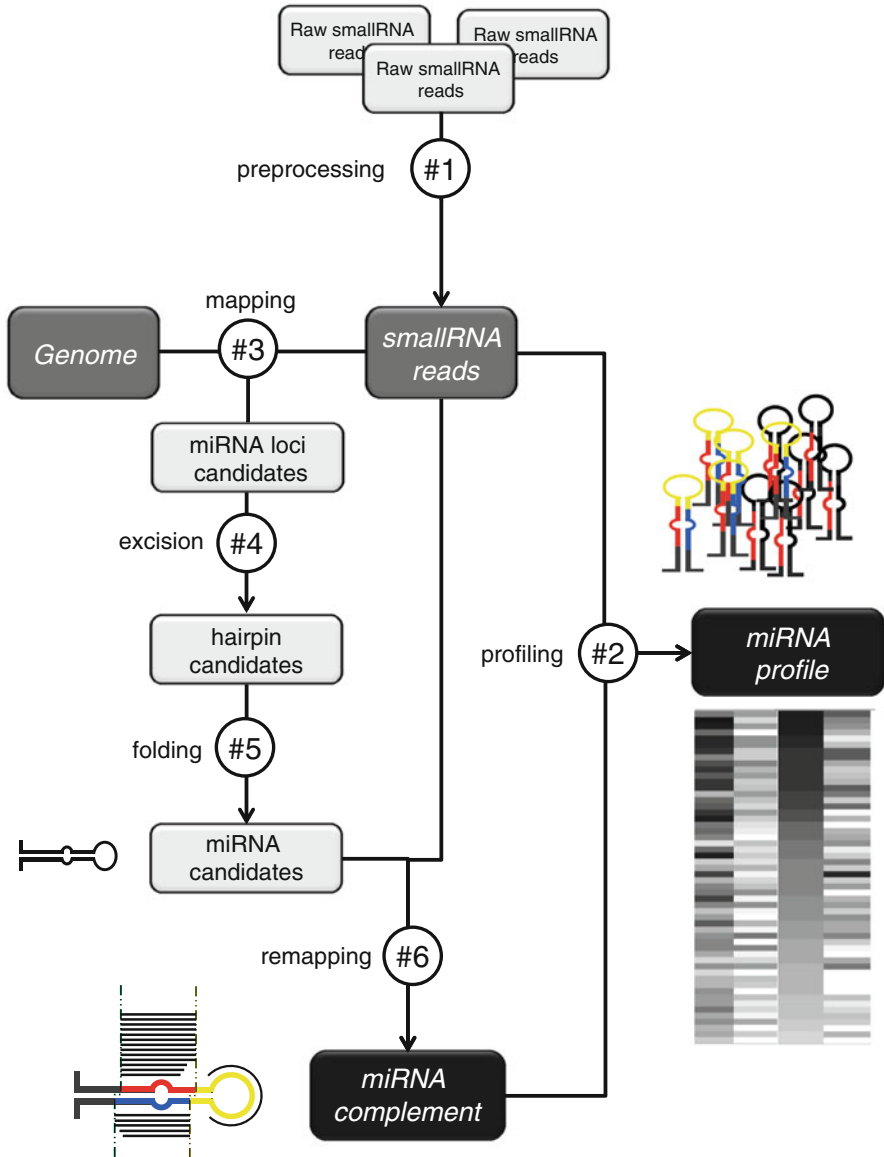 Raw smallRNA
reads
Raw smallRNA
reads
Raw smallRNA
reads
preprocessing
#1
mapping
Genome
#3
smallRNA
reads
miRNA loci
candidates
excision
#4
hairpin
candidates
profiling
#2
miRNA
profile
folding
#5
miRNA
candidates
remapping
#6
miRNA
complement